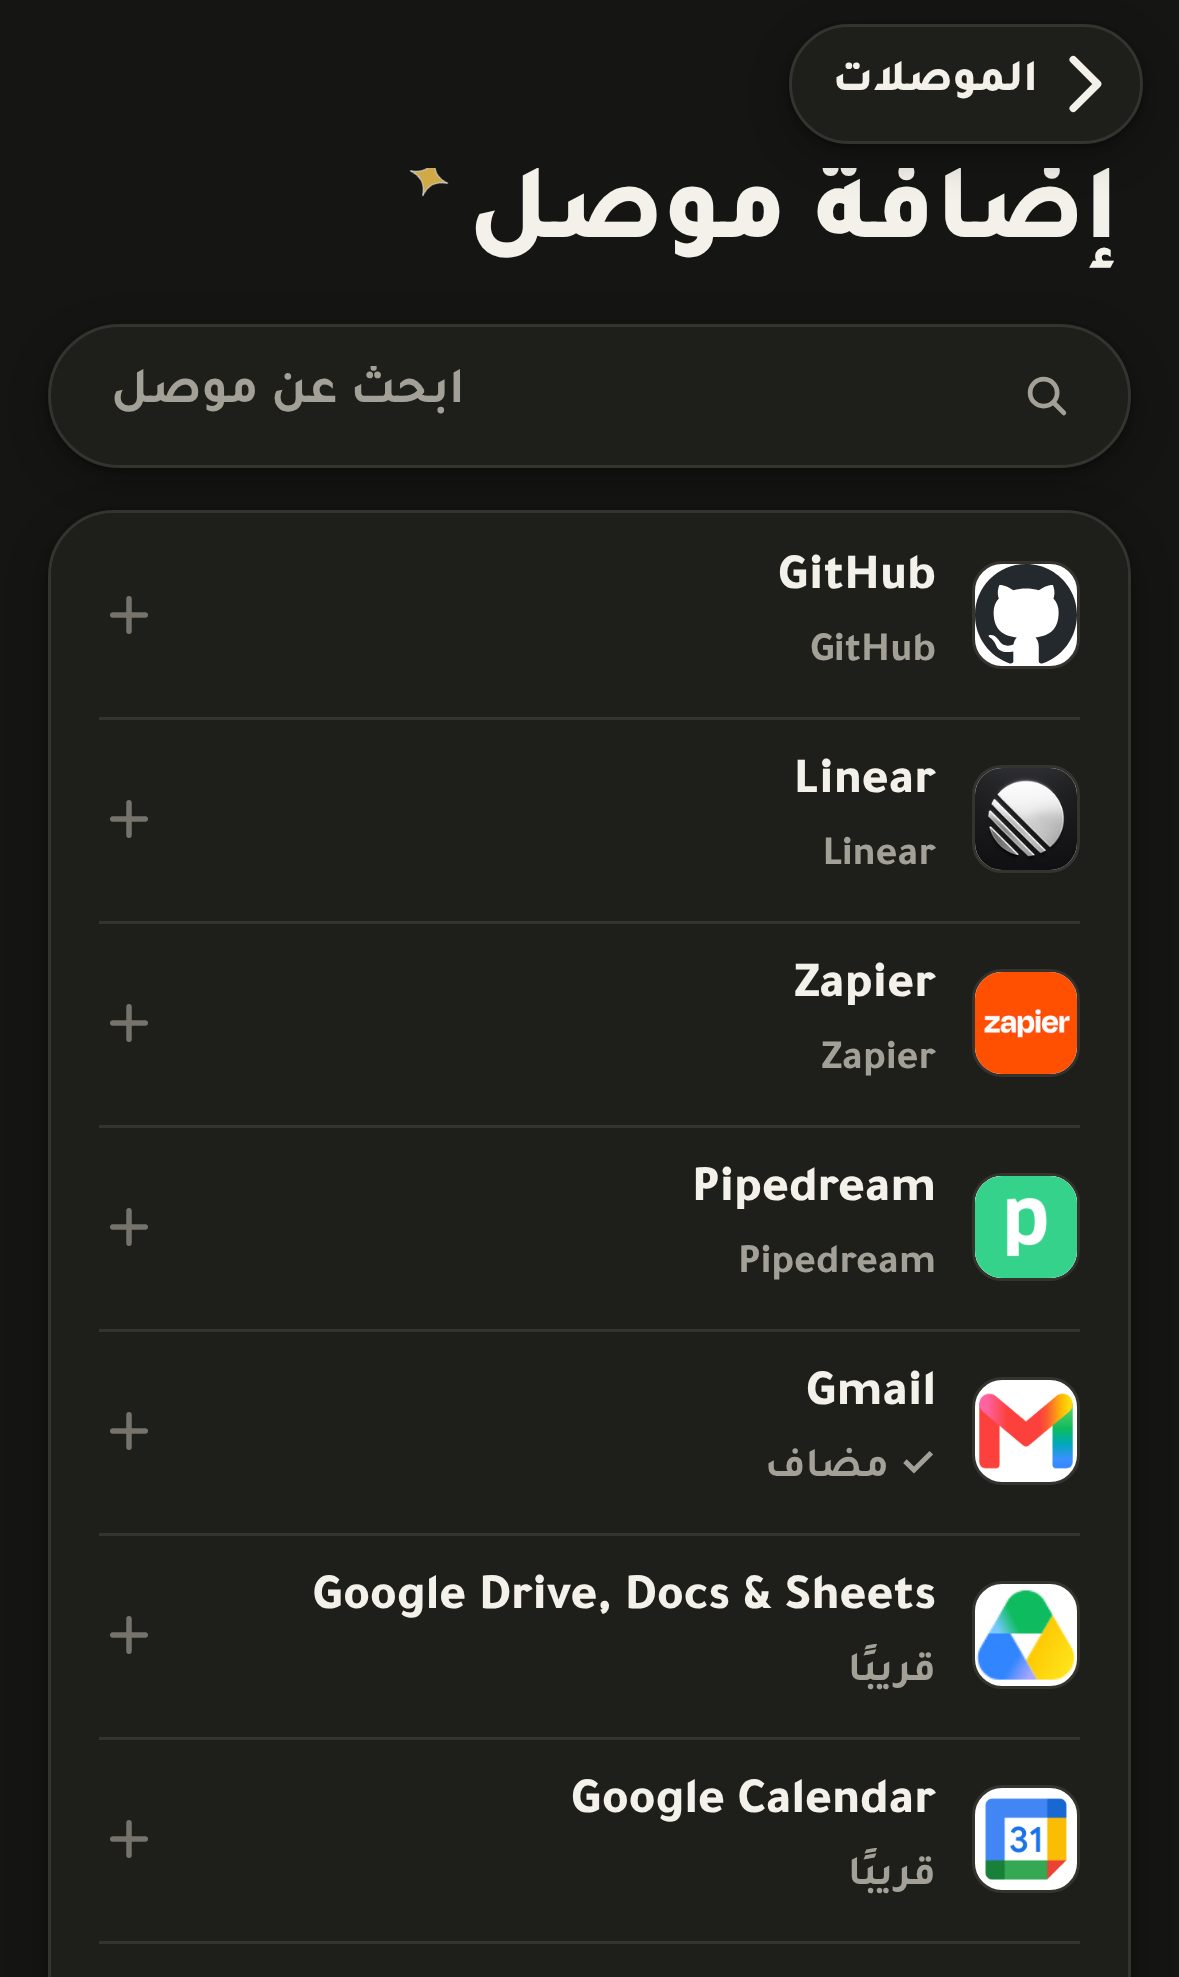 الموصلات
إضافة موصل
ابحث عن موصل
GitHub
GitHub
Linear
Linear
zapier
Zapier
Zapier
p
Pipedream
Pipedream
Gmail
✓ مضاف
Google Drive, Docs & Sheets
قريبًا
31
Google Calendar
قريبًا